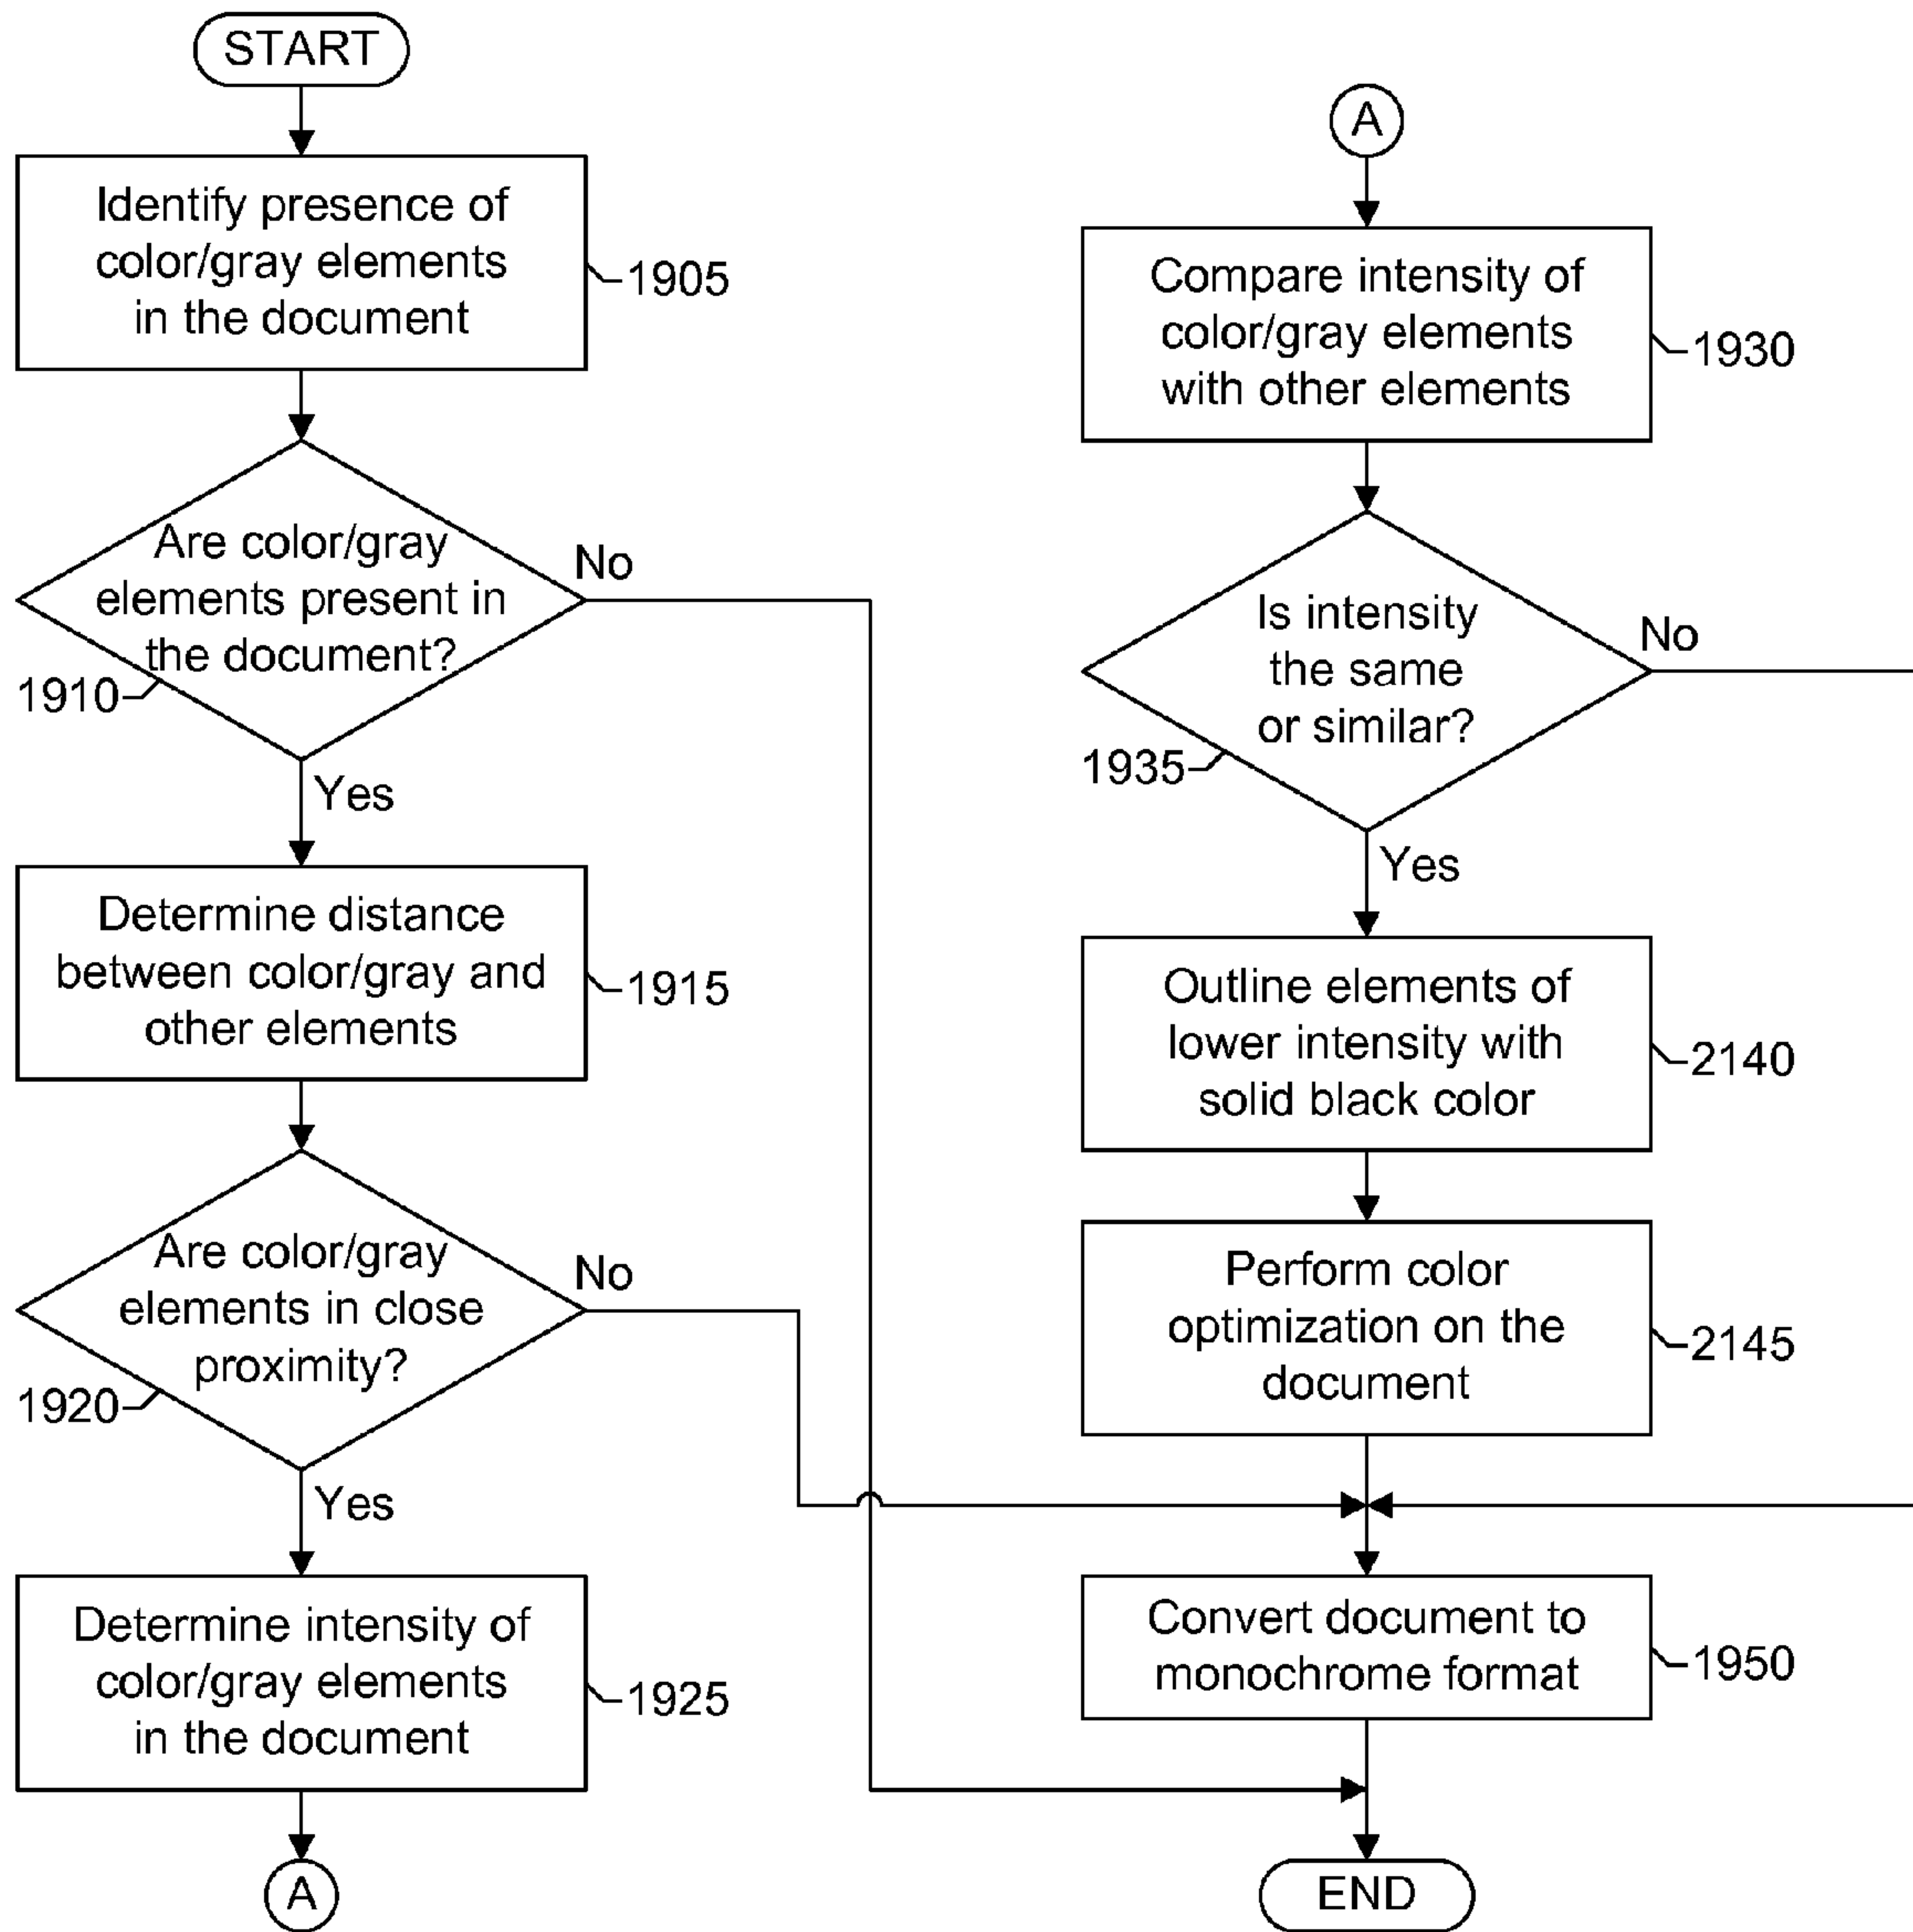 START
Identify presence of
color/gray elements
in the document
1905
Are color/gray
elements present in
the document?
1910
No
Yes
Determine distance
between color/gray and
other elements
1915
Are color/gray
elements in close
proximity?
1920
No
Yes
Determine intensity of
color/gray elements
in the document
1925
A
A
Compare intensity of
color/gray elements
with other elements
1930
Is intensity
the same
or similar?
1935
No
Yes
Outline elements of
lower intensity with
solid black color
2140
Perform color
optimization on the
document
2145
Convert document to
monochrome format
1950
END